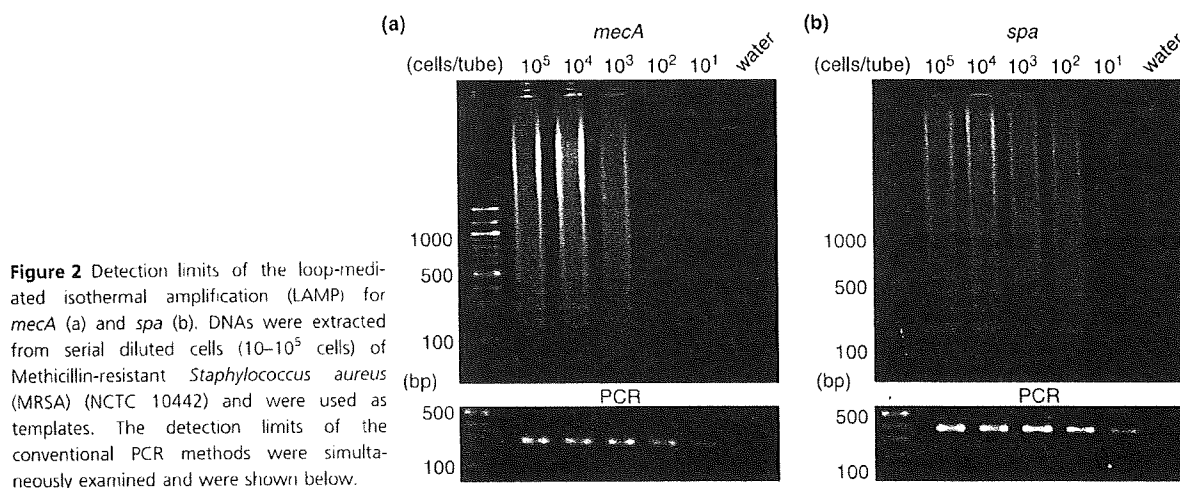 (a)
mecA
(cells/tube) 10⁵ 10⁴ 10³ 10² 10¹ water
1000
500
100
(bp)
PCR
500
100
(b)
spa
(cells/tube) 10⁵ 10⁴ 10³ 10² 10¹ water
1000
500
100
(bp)
PCR
500
100
Figure 2 Detection limits of the loop-medi-
ated isothermal amplification (LAMP) for
mecA (a) and spa (b). DNAs were extracted
from serial diluted cells (10–10⁵ cells) of
Methicillin-resistant Staphylococcus aureus
(MRSA) (NCTC 10442) and were used as
templates. The detection limits of the
conventional PCR methods were simulta-
neously examined and were shown below.